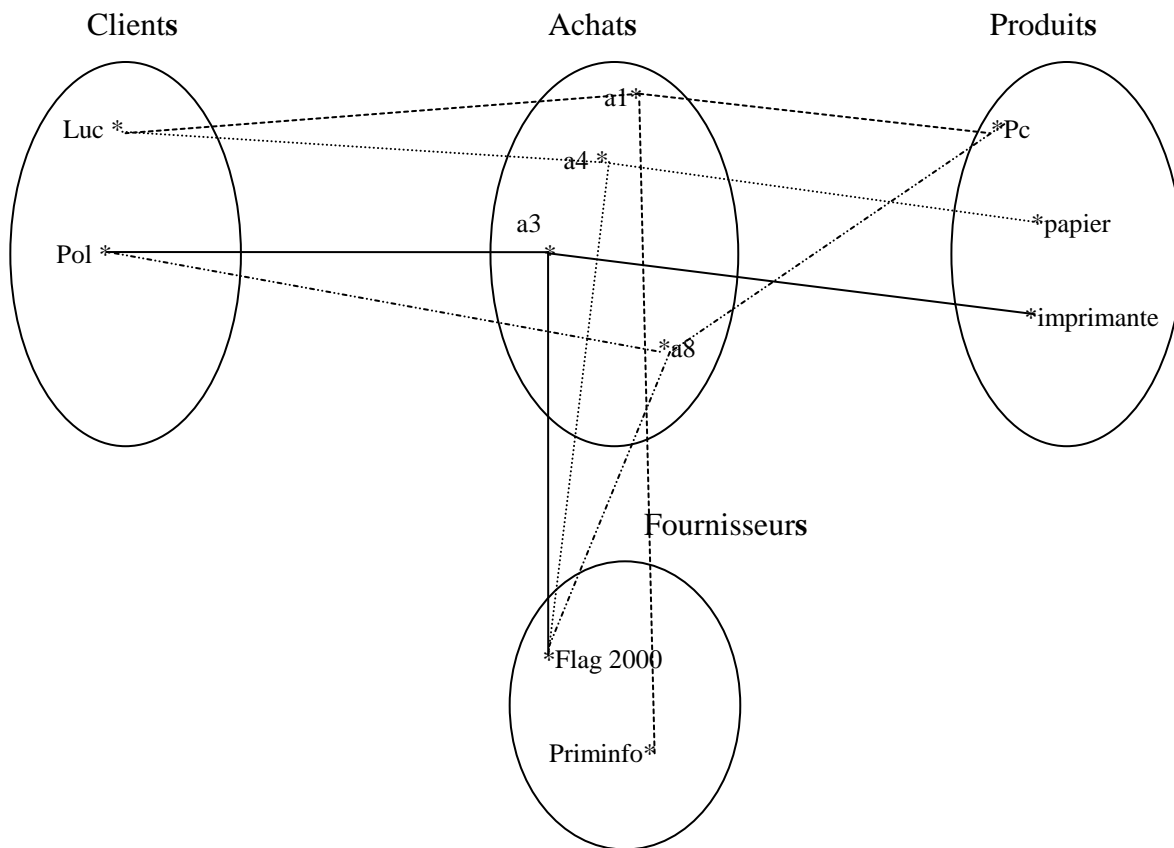 Clients
Achats
Produits
a1*
Luc *
*Pc
a4 *
a3
*papier
Pol *
*
*imprimante
*a8
Fournisseurs
*Flag 2000
Priminfo*